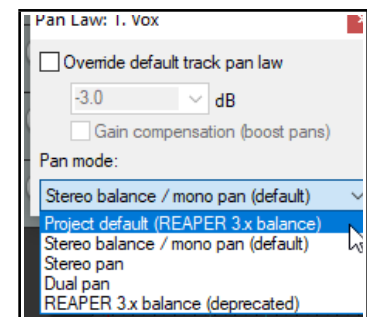 Pan Law: 1. Vox
Override default track pan law
-3.0 dB
Gain compensation (boost pans)
Pan mode:
Stereo balance / mono pan (default)
Project default (REAPER 3.x balance)
Stereo balance / mono pan (default)
Stereo pan
Dual pan
REAPER 3.x balance (deprecated)